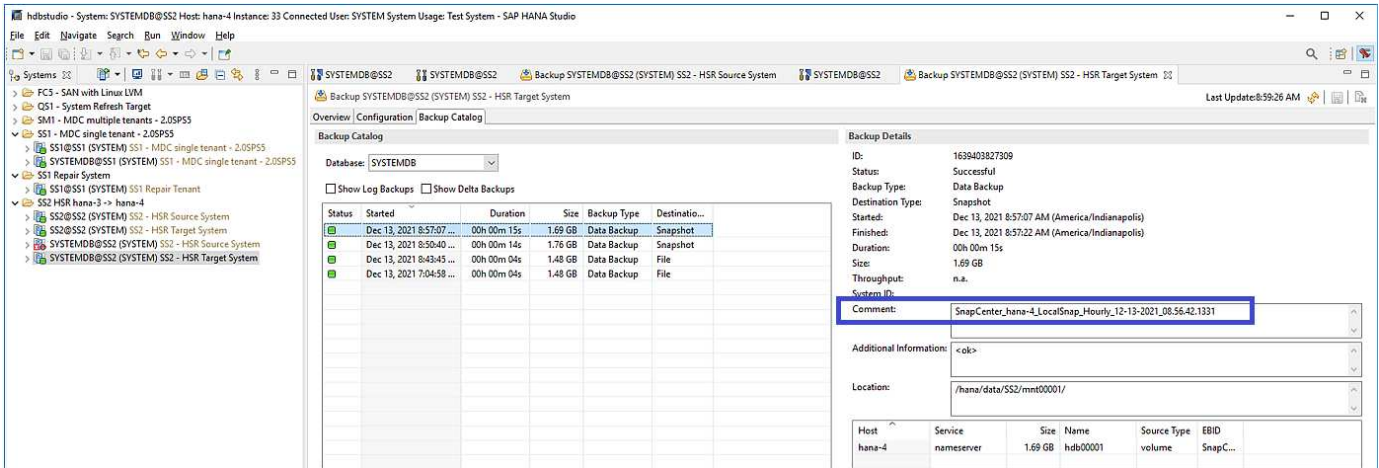 hdbstudio - System: SYSTEMDB@SS2 Host: hana-4 Instance: 33 Connected User: SYSTEM System Usage: Test System - SAP HANA Studio
File Edit Navigate Search Run Window Help
Systems
SYSTEMDB@SS2 SYSTEMDB@SS2 Backup SYSTEMDB@SS2 (SYSTEM) SS2 - HSR Source System SYSTEMDB@SS2 Backup SYSTEMDB@SS2 (SYSTEM) SS2 - HSR Target System
FC5 - SAN with Linux LVM
QS1 - System Refresh Target
SM1 - MDC multiple tenants - 2.0SPS5
SS1 - MDC single tenant - 2.0SPS5
SS1@SS1 (SYSTEM) SS1 - MDC single tenant - 2.0SPS5
SYSTEMDB@SS1 (SYSTEM) SS1 - MDC single tenant - 2.0SPS5
SS1 Repair System
SS1@SS1 (SYSTEM) SS1 Repair Tenant
SS2 HSR hana-3 -> hana-4
SS2@SS2 (SYSTEM) SS2 - HSR Source System
SS2@SS2 (SYSTEM) SS2 - HSR Target System
SYSTEMDB@SS2 (SYSTEM) SS2 - HSR Source System
SYSTEMDB@SS2 (SYSTEM) SS2 - HSR Target System
Backup SYSTEMDB@SS2 (SYSTEM) SS2 - HSR Target System
Last Update:8:59:26 AM
Overview Configuration Backup Catalog
Backup Catalog
Database: SYSTEMDB
Show Log Backups Show Delta Backups
Status Started Duration Size Backup Type Destinatio...
Dec 13, 2021 8:57:07 ... 00h 00m 15s 1.69 GB Data Backup Snapshot
Dec 13, 2021 8:50:40 ... 00h 00m 14s 1.76 GB Data Backup Snapshot
Dec 13, 2021 8:43:45 ... 00h 00m 04s 1.48 GB Data Backup File
Dec 13, 2021 7:04:58 ... 00h 00m 04s 1.48 GB Data Backup File
Backup Details
ID: 1639403827309
Status: Successful
Backup Type: Data Backup
Destination Type: Snapshot
Started: Dec 13, 2021 8:57:07 AM (America/Indianapolis)
Finished: Dec 13, 2021 8:57:22 AM (America/Indianapolis)
Duration: 00h 00m 15s
Size: 1.69 GB
Throughput: n.a.
System ID:
Comment: SnapCenter_hana-4_LocalSnap_Hourly_12-13-2021_08.56.42.1331
Additional Information: <ok>
Location: /hana/data/SS2/mnt00001/
Host Service Size Name Source Type EBID
hana-4 nameserver 1.69 GB hdb00001 volume SnapC...